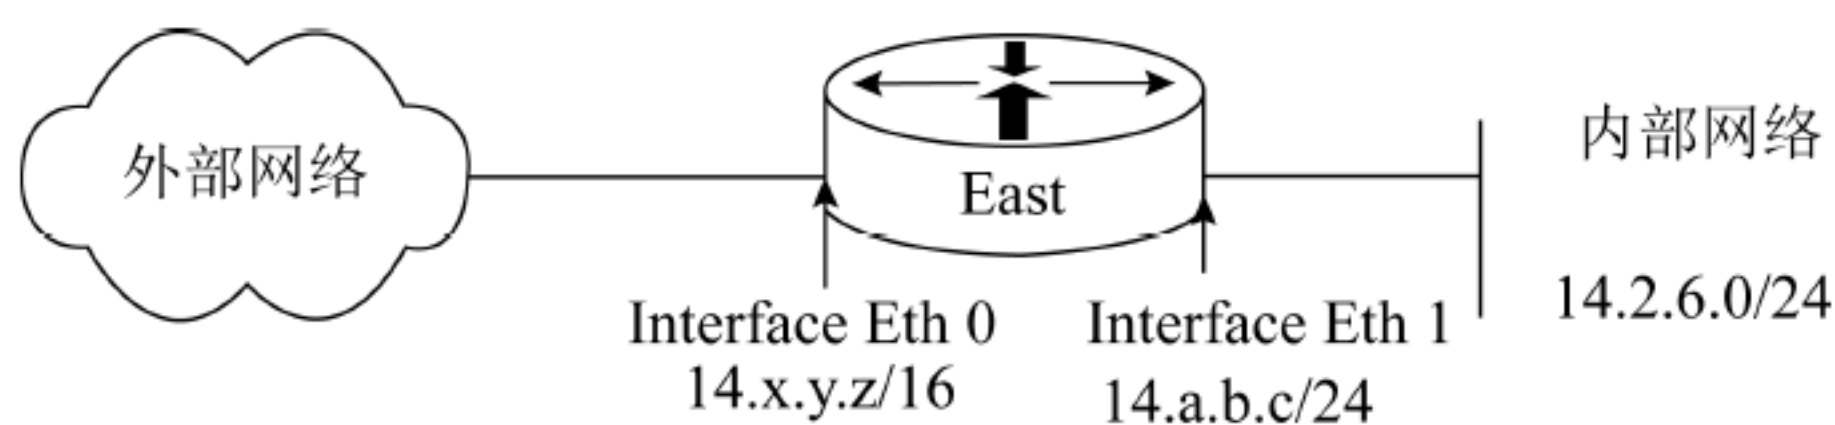 外部网络
East
内部网络
14.2.6.0/24
Interface Eth 0
14.x.y.z/16
Interface Eth 1
14.a.b.c/24